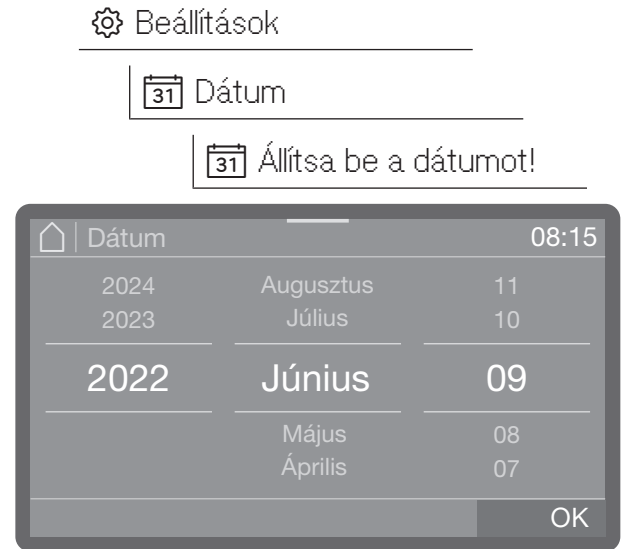 Beállítások
31 Dátum
31 Állítsa be a dátumot!
Dátum 08:15
2024 Augusztus 11
2023 Július 10
2022 Június 09
Május 08
Április 07
OK